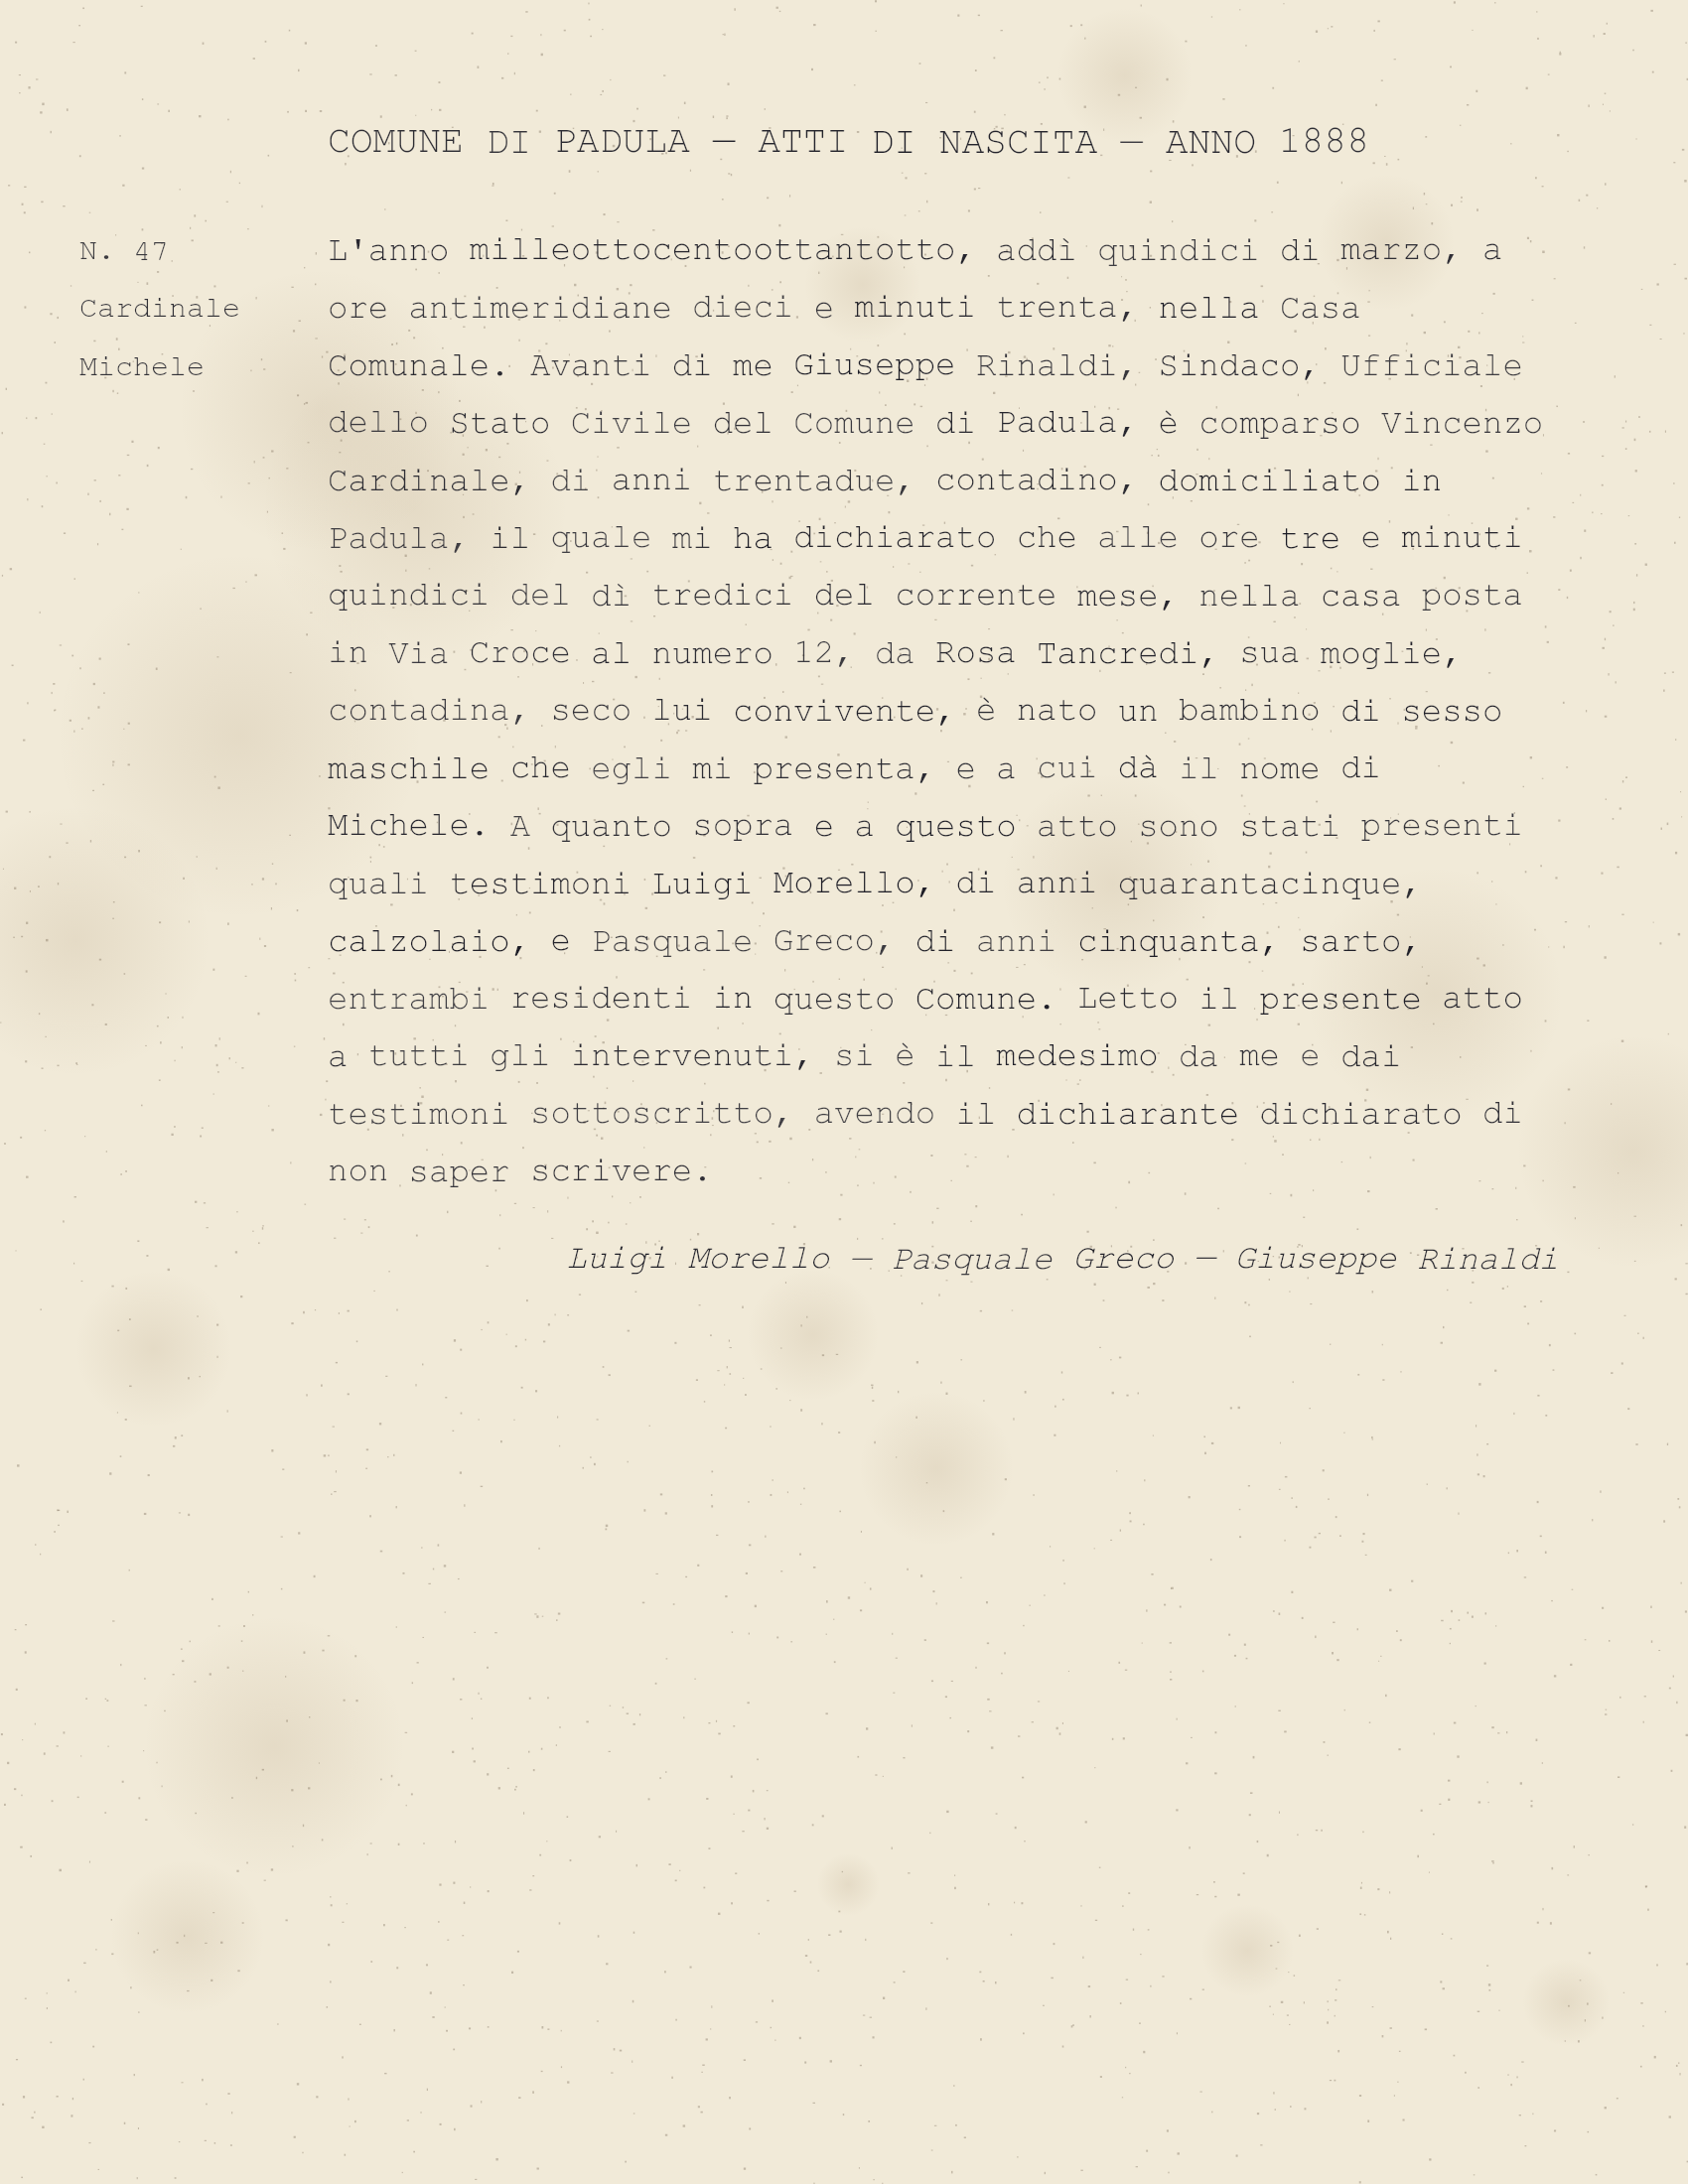 COMUNE DI PADULA — ATTI DI NASCITA — ANNO 1888
N. 47
Cardinale
Michele
L'anno milleottocentoottantotto, addì quindici di marzo, a
ore antimeridiane dieci e minuti trenta, nella Casa
Comunale. Avanti di me Giuseppe Rinaldi, Sindaco, Ufficiale
dello Stato Civile del Comune di Padula, è comparso Vincenzo
Cardinale, di anni trentadue, contadino, domiciliato in
Padula, il quale mi ha dichiarato che alle ore tre e minuti
quindici del dì tredici del corrente mese, nella casa posta
in Via Croce al numero 12, da Rosa Tancredi, sua moglie,
contadina, seco lui convivente, è nato un bambino di sesso
maschile che egli mi presenta, e a cui dà il nome di
Michele. A quanto sopra e a questo atto sono stati presenti
quali testimoni Luigi Morello, di anni quarantacinque,
calzolaio, e Pasquale Greco, di anni cinquanta, sarto,
entrambi residenti in questo Comune. Letto il presente atto
a tutti gli intervenuti, si è il medesimo da me e dai
testimoni sottoscritto, avendo il dichiarante dichiarato di
non saper scrivere.
Luigi Morello — Pasquale Greco — Giuseppe Rinaldi